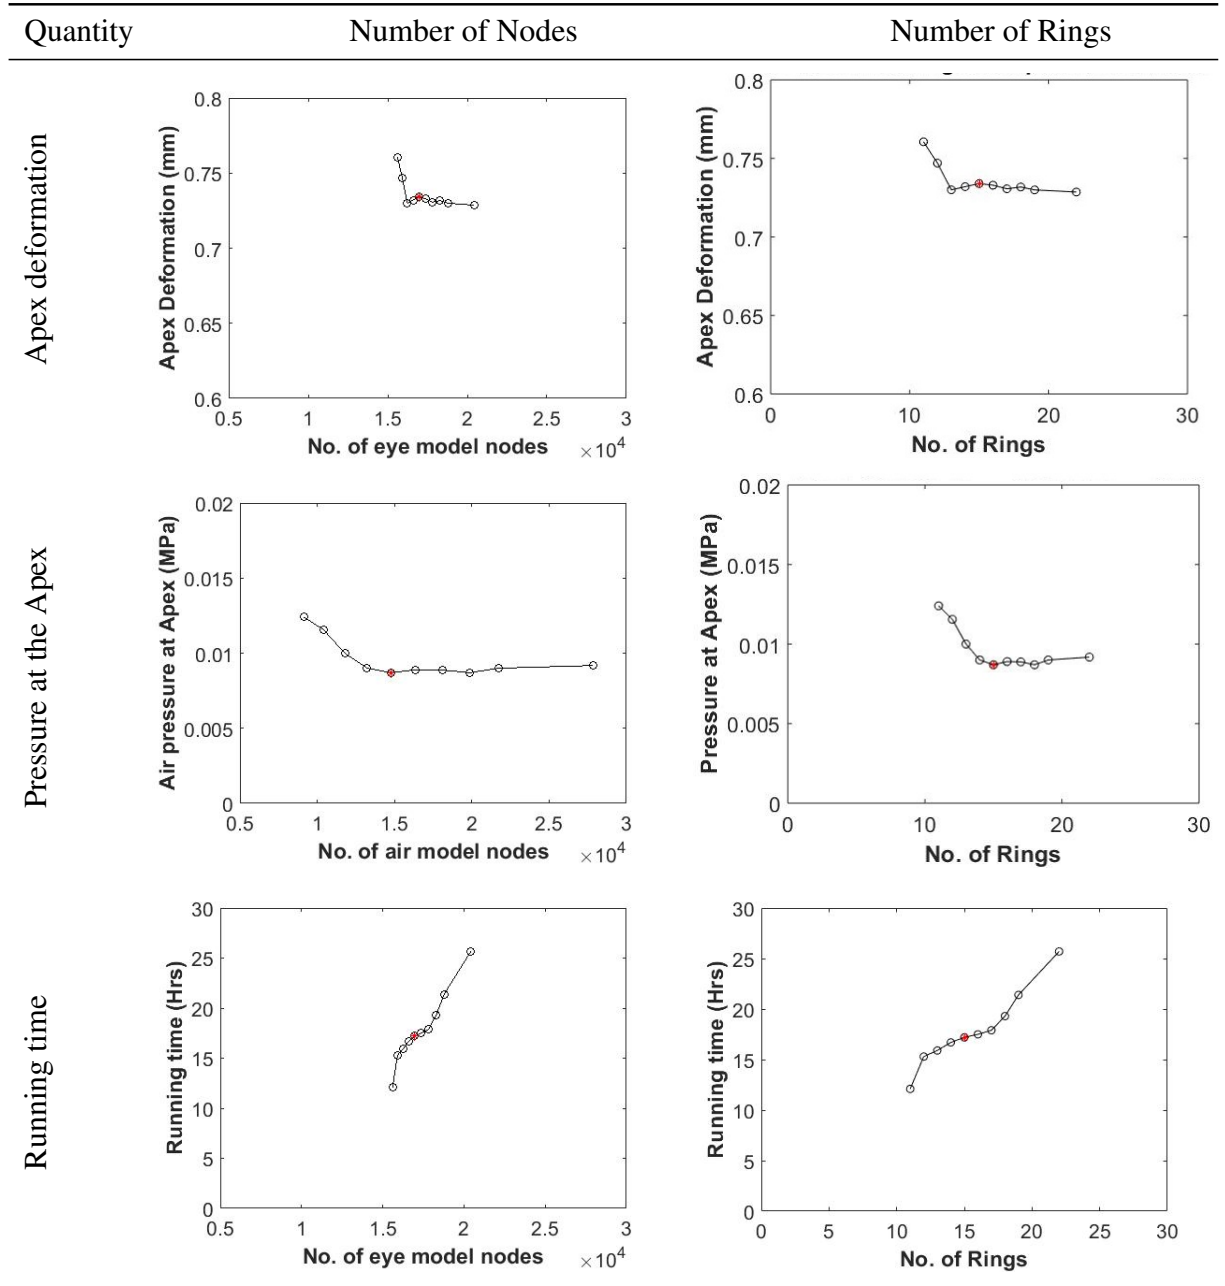 Quantity Number of Nodes Number of Rings
Apex deformation
0.8
0.75
0.7
0.65
0.6
Apex Deformation (mm)
0.5 1 1.5 2 2.5 3
No. of eye model nodes ×10⁴
0.8
0.75
0.7
0.65
0.6
Apex Deformation (mm)
0 10 20 30
No. of Rings
Pressure at the Apex
0.02
0.015
0.01
0.005
0
Air pressure at Apex (MPa)
0.5 1 1.5 2 2.5 3
No. of air model nodes ×10⁴
0.02
0.015
0.01
0.005
0
Pressure at Apex (MPa)
0 10 20 30
No. of Rings
Running time
30
25
20
15
10
5
0
Running time (Hrs)
0.5 1 1.5 2 2.5 3
No. of eye model nodes ×10⁴
30
25
20
15
10
5
0
Running time (Hrs)
0 5 10 15 20 25 30
No. of Rings